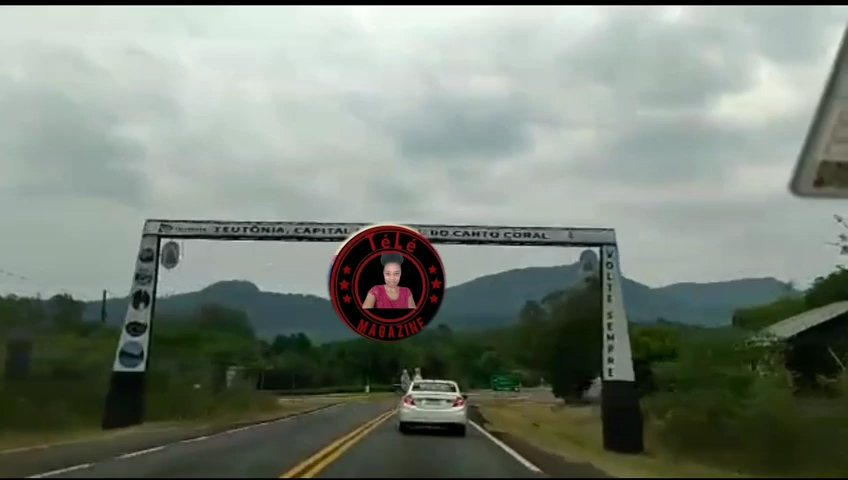 TEUTÔNIA, CAPITAL
DO CANTO CORAL
TéLé
MAGAZINE
VOLTE SEMPRE